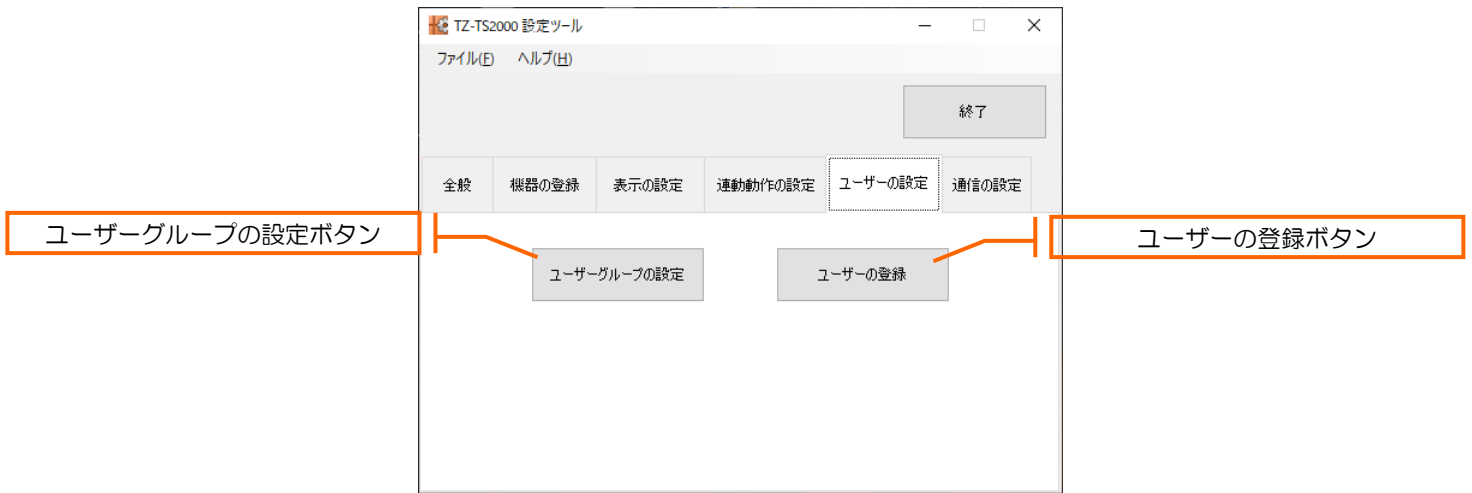 TZ-TS2000 設定ツール
ファイル(F) ヘルプ(H)
終了
全般 機器の登録 表示の設定 連動動作の設定 ユーザーの設定 通信の設定
ユーザーグループの設定ボタン
ユーザーの登録ボタン
ユーザーグループの設定 ユーザーの登録